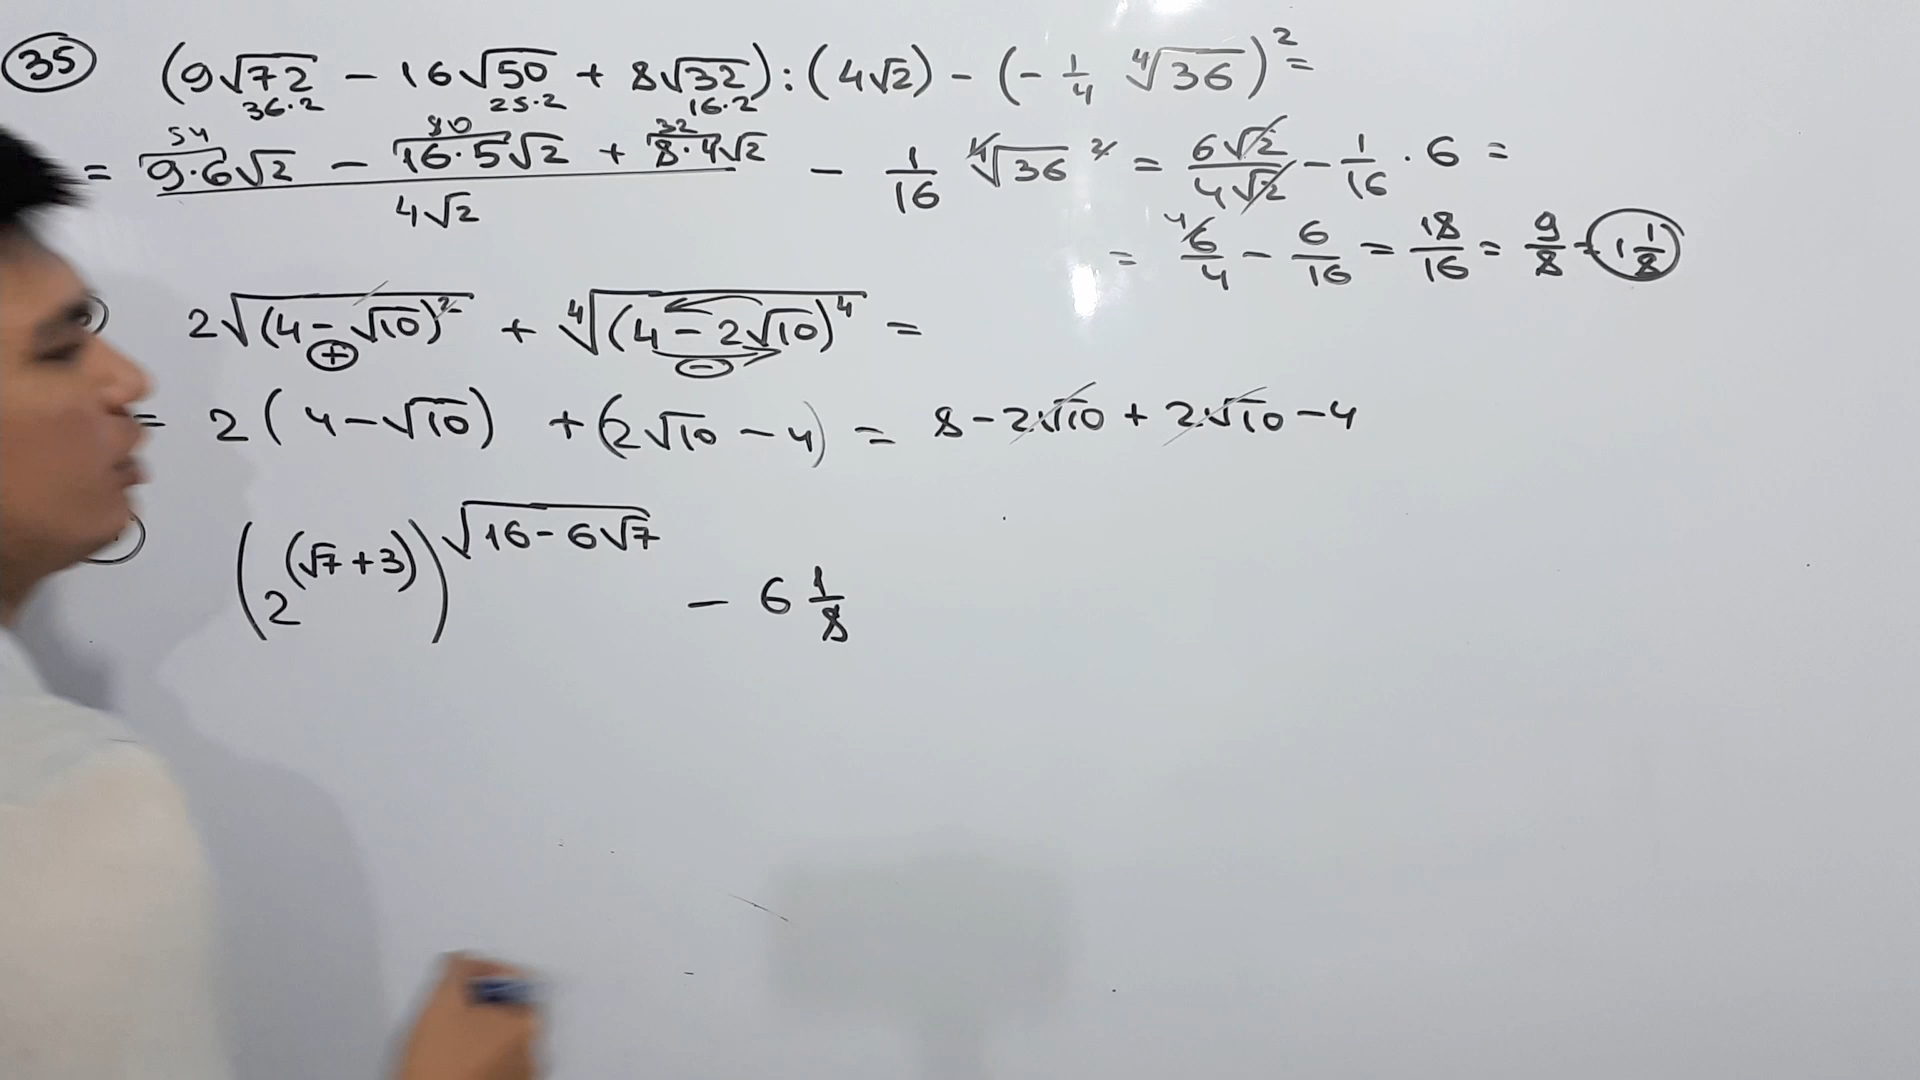 35 (9√72 - 16√50 + 8√32) : (4√2) - (-1/4 ⁴√36)² =
36·2 25·2 16·2
54 80 32
= (9·6√2 - 16·5√2 + 8·4√2)/(4√2) - 1/16 ⁴√36² = 6√2/4√2 - 1/16 · 6 =
= ⁴⁾6/4 - 6/16 = 18/16 = 9/8 = 1 1/8
2√(4-√10)² + ⁴√(4-2√10)⁴ =
+ -
= 2(4-√10) + (2√10-4) = 8-2√10 + 2√10-4
(2^(√7+3))^√(16-6√7) - 6 1/8